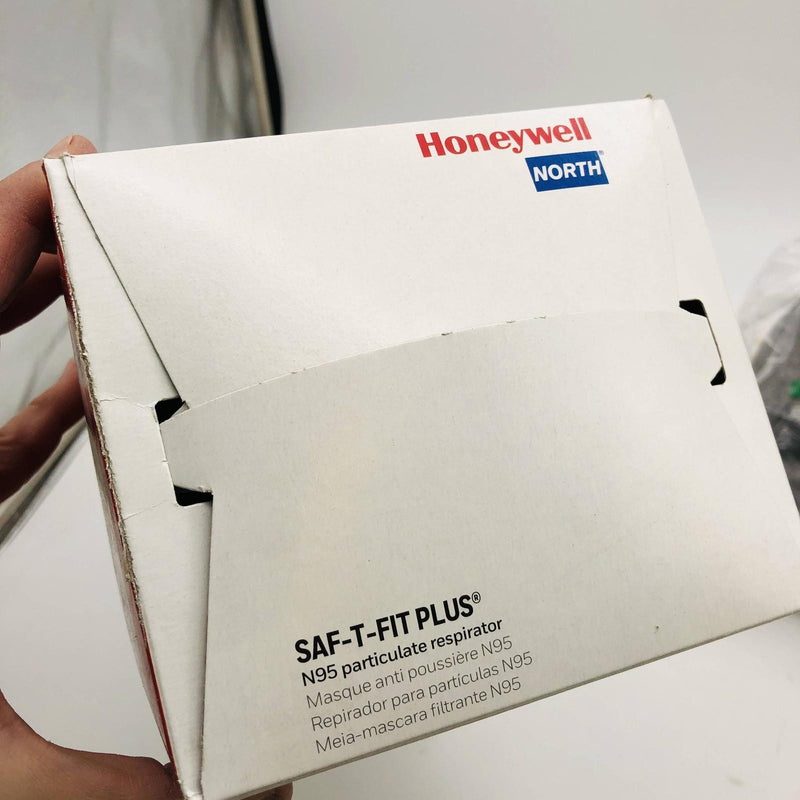 Honeywell
NORTH®
SAF-T-FIT PLUS®
N95 particulate respirator
Masque anti poussière N95
Repirador para partículas N95
Meia-mascara filtrante N95